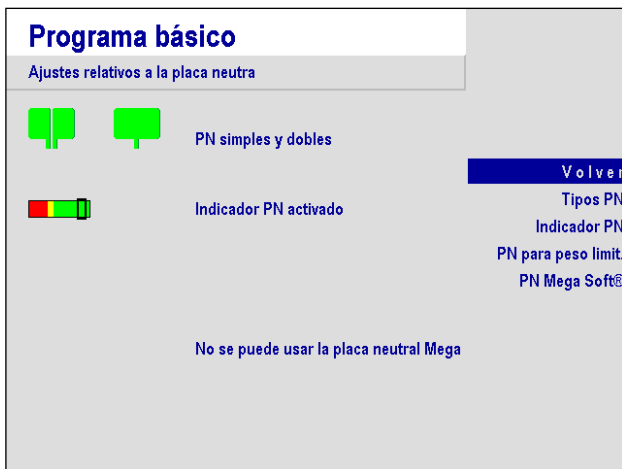 Programa básico
Ajustes relativos a la placa neutra
PN simples y dobles
Volver
Tipos PN
Indicador PN activado
Indicador PN
PN para peso limit.
PN Mega Soft®
No se puede usar la placa neutral Mega